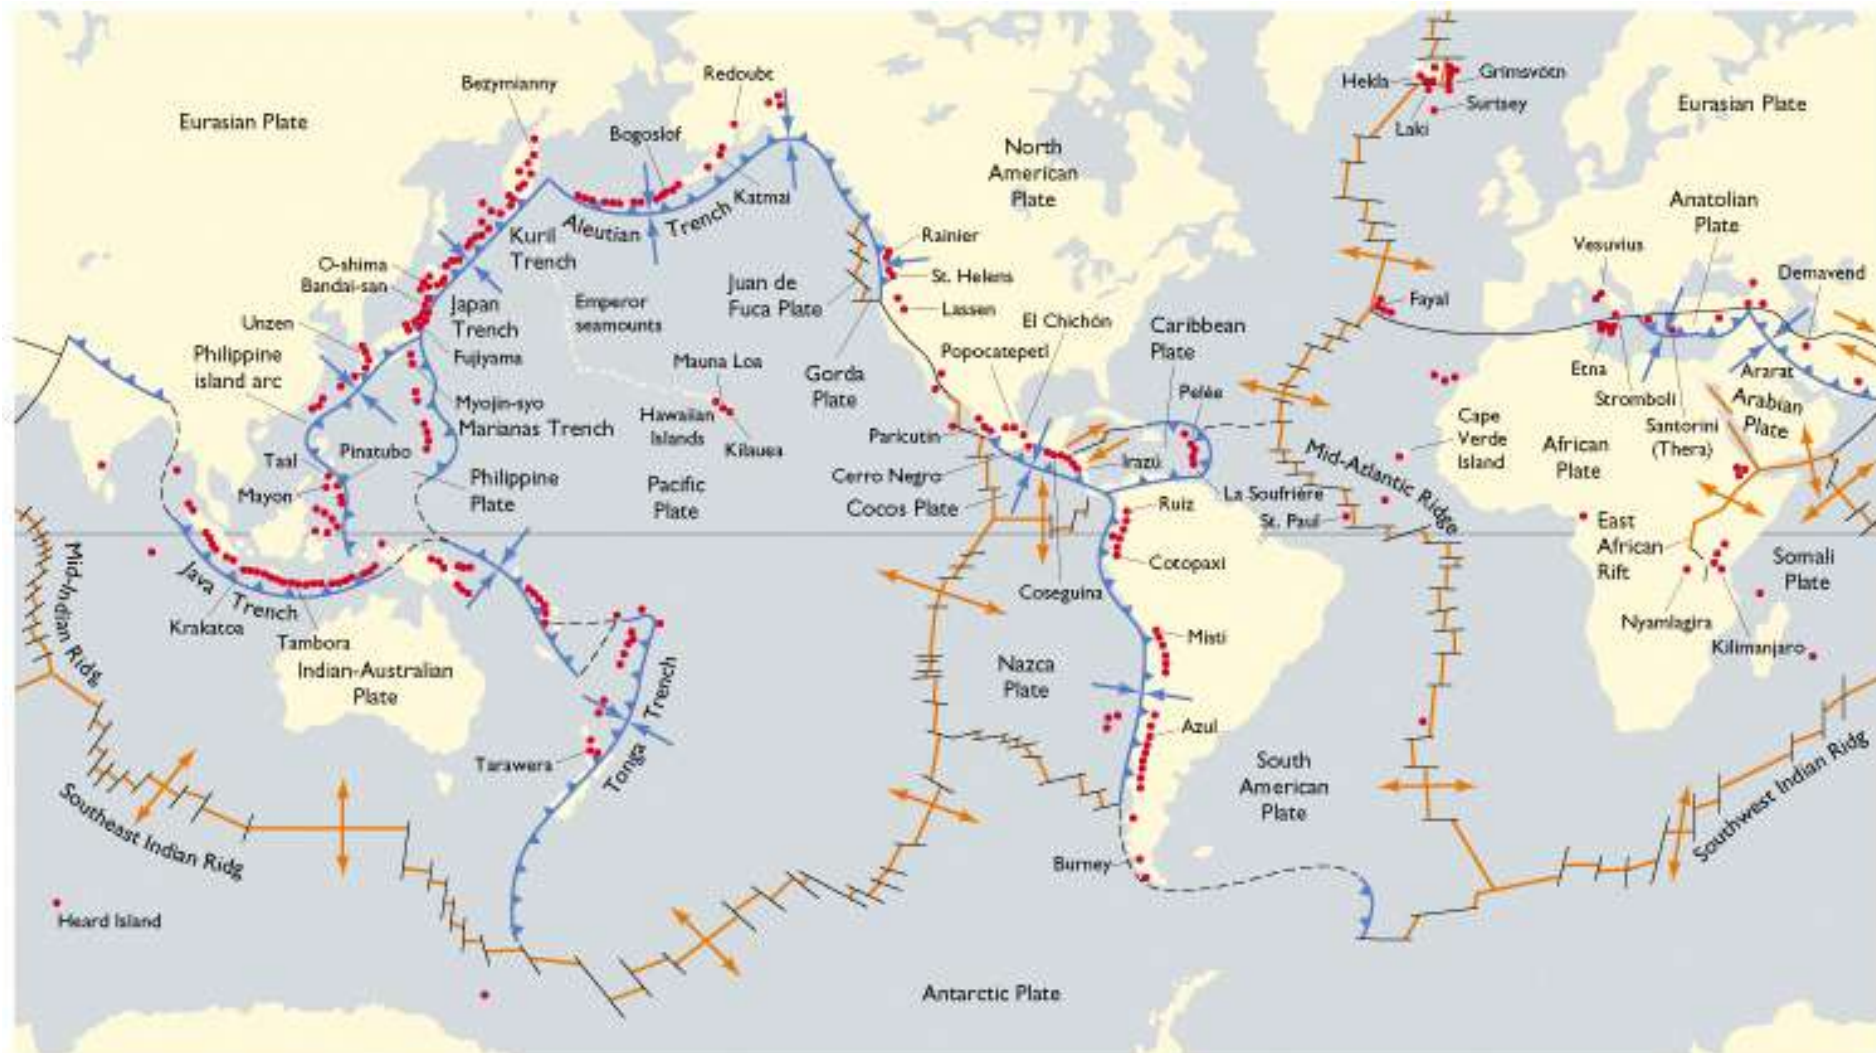 Redoubt
Bezymianny
Hekla
Grimsvötn
Surtsey
Laki
Eurasian Plate
Eurasian Plate
Bogoslof
North
American
Plate
Katmai
Aleutian Trench
Kuril
Trench
Anatolian
Plate
Vesuvius
Demavend
Rainier
St. Helens
Lassen
Juan de
Fuca Plate
O-shima
Bandai-san
Japan
Trench
Emperor
seamounts
Unzen
Fujiyama
Fayal
El Chichón
Caribbean
Plate
Popocatepetl
Philippine
island arc
Mauna Loa
Gorda
Plate
Pelée
Etna
Stromboli
Ararat
Arabian
Plate
Santorini
(Thera)
Myojin-syo
Marianas Trench
Hawaiian
Islands
Kilauea
Paricutin
Cape
Verde
Island
African
Plate
Taal
Pinatubo
Mayon
Philippine
Plate
Pacific
Plate
Cerro Negro
Cocos Plate
Irazú
Mid-Atlantic Ridge
La Soufrière
St. Paul
Ruiz
Cotopaxi
Coseguina
East
African
Rift
Somali
Plate
Mid-Indian Ridg
Java Trench
Krakatoa
Tambora
Indian-Australian
Plate
Misti
Nazca
Plate
Nyamlagira
Kilimanjaro
Azul
Tonga Trench
Tarawera
South
American
Plate
Southeast Indian Ridg
Southwest Indian Ridg
Burney
Heard Island
Antarctic Plate